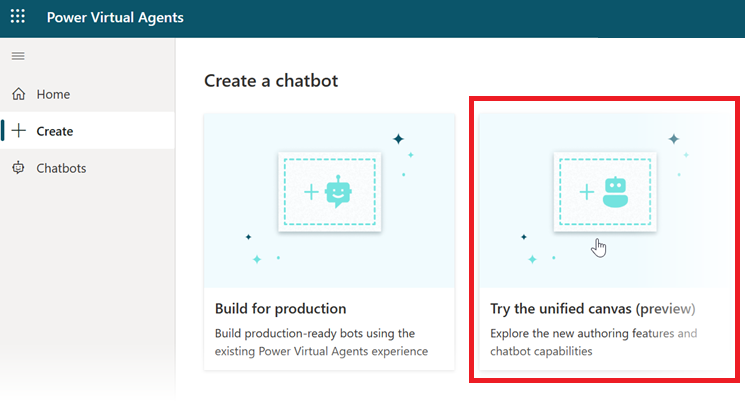 Power Virtual Agents
Home
Create
Chatbots
Create a chatbot
Build for production
Build production-ready bots using the
existing Power Virtual Agents experience
Try the unified canvas (preview)
Explore the new authoring features and
chatbot capabilities